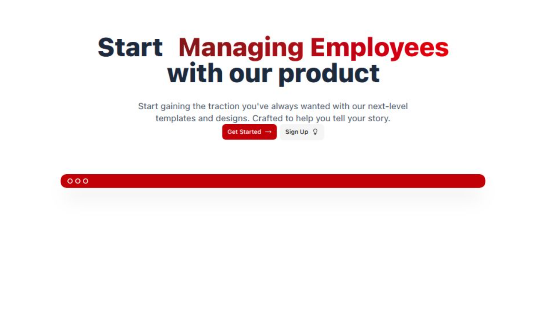 Start Managing Employees
with our product
Start gaining the traction you've always wanted with our next-level
templates and designs. Crafted to help you tell your story.
Get Started → Sign Up